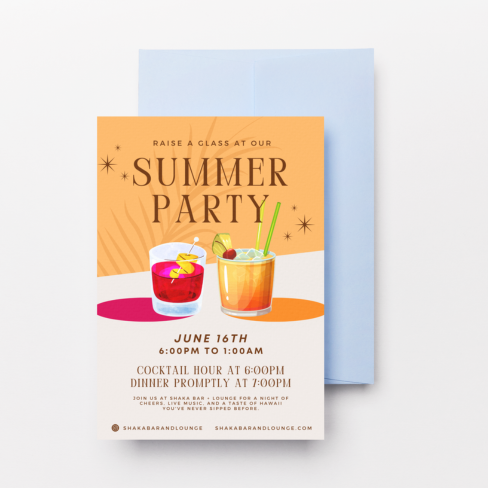 RAISE A GLASS AT OUR
SUMMER
PARTY
JUNE 16TH
6:00PM TO 1:00AM
COCKTAIL HOUR AT 6:00PM
DINNER PROMPTLY AT 7:00PM
JOIN US AT SHAKA BAR + LOUNGE FOR A NIGHT OF
CHEERS, LIVE MUSIC, AND A TASTE OF HAWAII
YOU'VE NEVER SIPPED BEFORE.
SHAKABARANDLOUNGE SHAKABARANDLOUNGE.COM